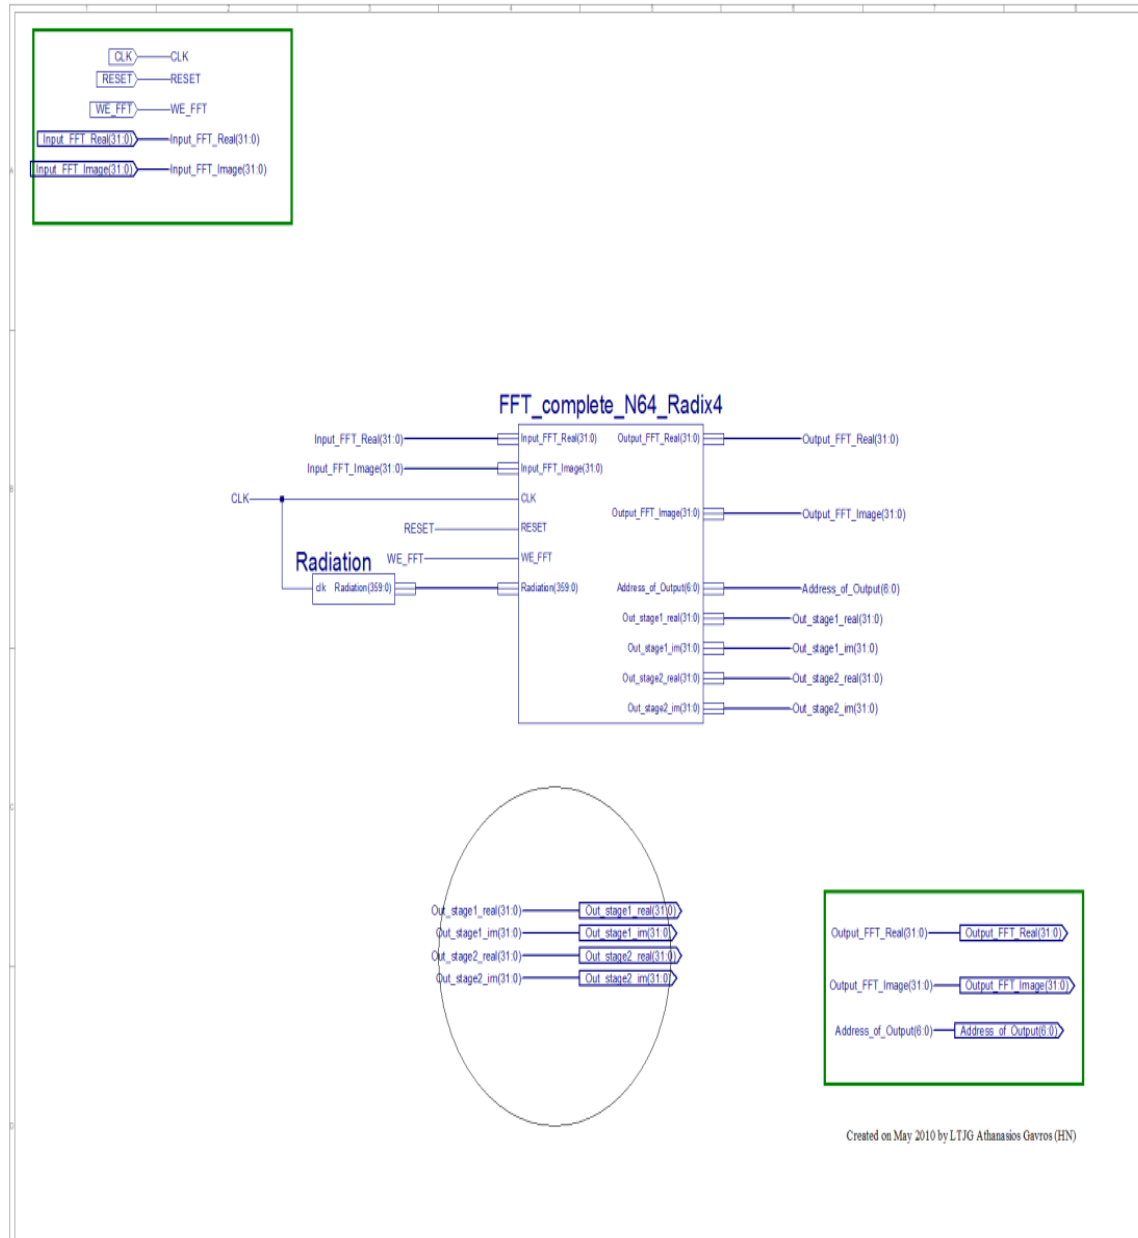 CLK CLK
RESET RESET
WE_FFT WE_FFT
Input_FFT_Real(31:0) Input_FFT_Real(31:0)
Input_FFT_Image(31:0) Input_FFT_Image(31:0)
FFT_complete_N64_Radix4
Input_FFT_Real(31:0) Input_FFT_Real(31:0) Output_FFT_Real(31:0) Output_FFT_Real(31:0)
Input_FFT_Image(31:0) Input_FFT_Image(31:0)
CLK CLK
Output_FFT_Image(31:0) Output_FFT_Image(31:0)
RESET RESET
WE_FFT WE_FFT
Radiation
clk Radiation(359:0) Radiation(359:0) Address_of_Output(6:0) Address_of_Output(6:0)
Out_stage1_real(31:0) Out_stage1_real(31:0)
Out_stage1_im(31:0) Out_stage1_im(31:0)
Out_stage2_real(31:0) Out_stage2_real(31:0)
Out_stage2_im(31:0) Out_stage2_im(31:0)
Out_stage1_real(31:0) Out_stage1_real(31:0)
Out_stage1_im(31:0) Out_stage1_im(31:0)
Out_stage2_real(31:0) Out_stage2_real(31:0)
Out_stage2_im(31:0) Out_stage2_im(31:0)
Output_FFT_Real(31:0) Output_FFT_Real(31:0)
Output_FFT_Image(31:0) Output_FFT_Image(31:0)
Address_of_Output(6:0) Address_of_Output(6:0)
Created on May 2010 by LTJG Athanasios Gavros (HN)